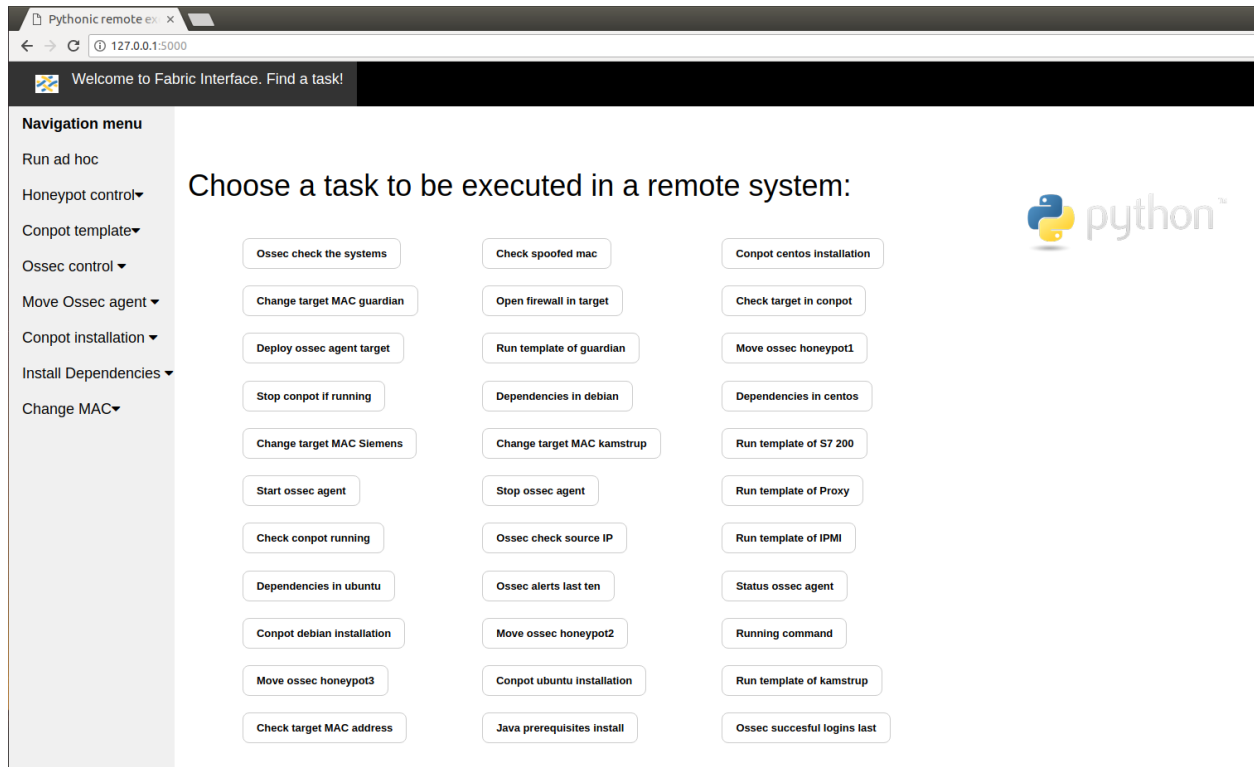 Pythonic remote ex
127.0.0.1:5000
Welcome to Fabric Interface. Find a task!
Navigation menu
Run ad hoc
Honeypot control
Conpot template
Ossec control
Move Ossec agent
Conpot installation
Install Dependencies
Change MAC
Choose a task to be executed in a remote system:
python™
Ossec check the systems Check spoofed mac Conpot centos installation
Change target MAC guardian Open firewall in target Check target in conpot
Deploy ossec agent target Run template of guardian Move ossec honeypot1
Stop conpot if running Dependencies in debian Dependencies in centos
Change target MAC Siemens Change target MAC kamstrup Run template of S7 200
Start ossec agent Stop ossec agent Run template of Proxy
Check conpot running Ossec check source IP Run template of IPMI
Dependencies in ubuntu Ossec alerts last ten Status ossec agent
Conpot debian installation Move ossec honeypot2 Running command
Move ossec honeypot3 Conpot ubuntu installation Run template of kamstrup
Check target MAC address Java prerequisites install Ossec succesful logins last